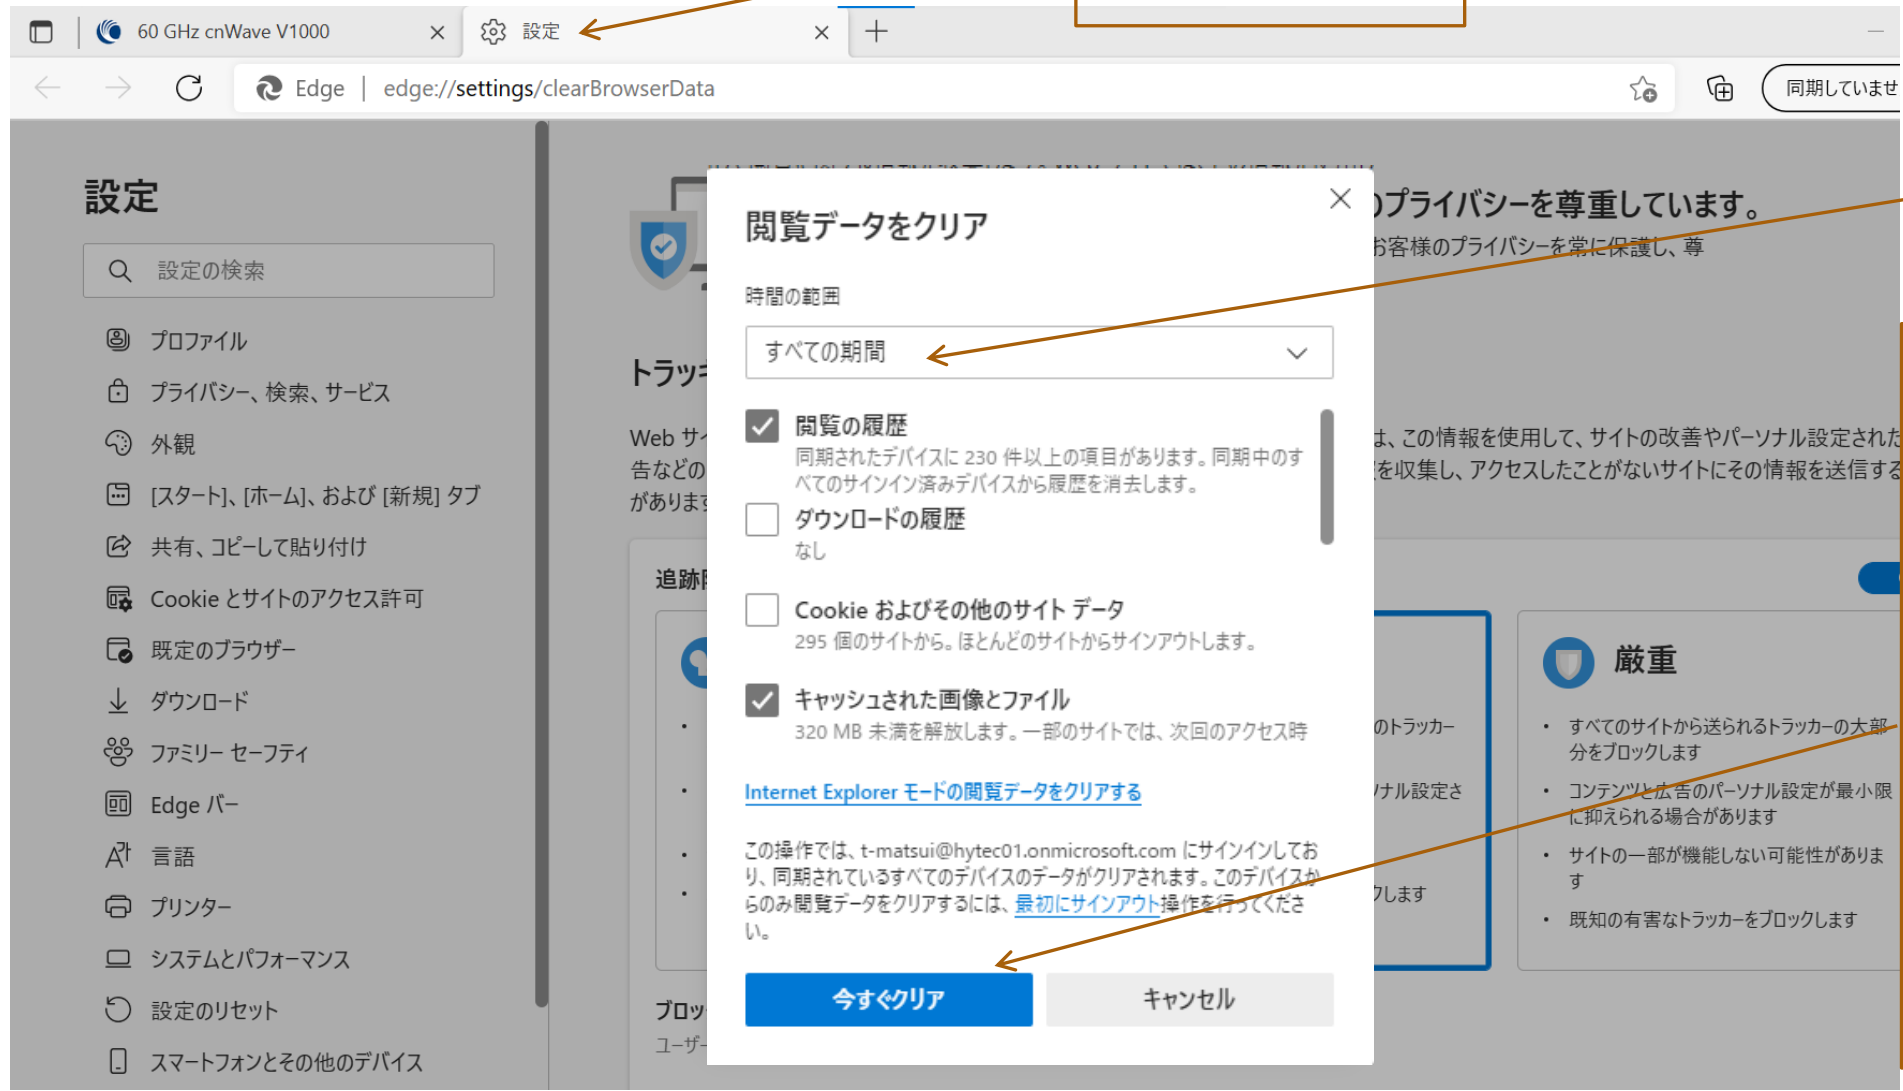 60 GHz cnWave V1000
設定
Edge | edge://settings/clearBrowserData
同期していませ
設定
設定の検索
プロファイル
プライバシー、検索、サービス
外観
[スタート]、[ホーム]、および [新規] タブ
共有、コピーして貼り付け
Cookie とサイトのアクセス許可
既定のブラウザー
ダウンロード
ファミリー セーフティ
Edge バー
言語
プリンター
システムとパフォーマンス
設定のリセット
スマートフォンとその他のデバイス
のプライバシーを尊重しています。
お客様のプライバシーを常に保護し、尊
トラッキ
Web サイ
は、この情報を使用して、サイトの改善やパーソナル設定された
告などの
を収集し、アクセスしたことがないサイトにその情報を送信する
があります
追跡防
閲覧データをクリア
時間の範囲
すべての期間
閲覧の履歴
同期されたデバイスに 230 件以上の項目があります。同期中のす
べてのサインイン済みデバイスから履歴を消去します。
ダウンロードの履歴
なし
Cookie およびその他のサイト データ
295 個のサイトから。ほとんどのサイトからサインアウトします。
キャッシュされた画像とファイル
320 MB 未満を解放します。一部のサイトでは、次回のアクセス時
Internet Explorer モードの閲覧データをクリアする
この操作では、t-matsui@hytec01.onmicrosoft.com にサインインしてお
り、同期されているすべてのデバイスのデータがクリアされます。このデバイスか
らのみ閲覧データをクリアするには、最初にサインアウト操作を行ってくださ
い。
今すぐクリア
キャンセル
のトラッカー
ソナル設定さ
クします
厳重
・ すべてのサイトから送られるトラッカーの大部
分をブロックします
・ コンテンツと広告のパーソナル設定が最小限
に抑えられる場合があります
・ サイトの一部が機能しない可能性がありま
す
・ 既知の有害なトラッカーをブロックします
ブロッ
ユーザー